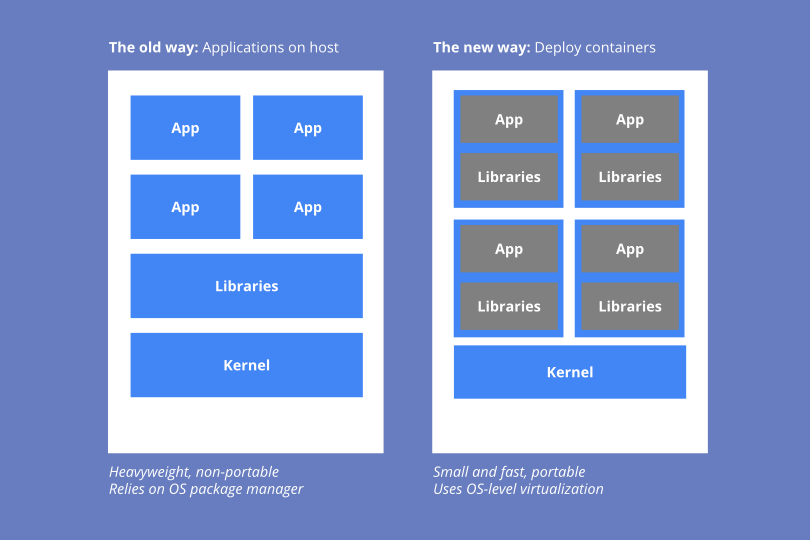 The old way: Applications on host
App
App
App
App
Libraries
Kernel
Heavyweight, non-portable
Relies on OS package manager
The new way: Deploy containers
App
Libraries
App
Libraries
App
Libraries
App
Libraries
Kernel
Small and fast, portable
Uses OS-level virtualization